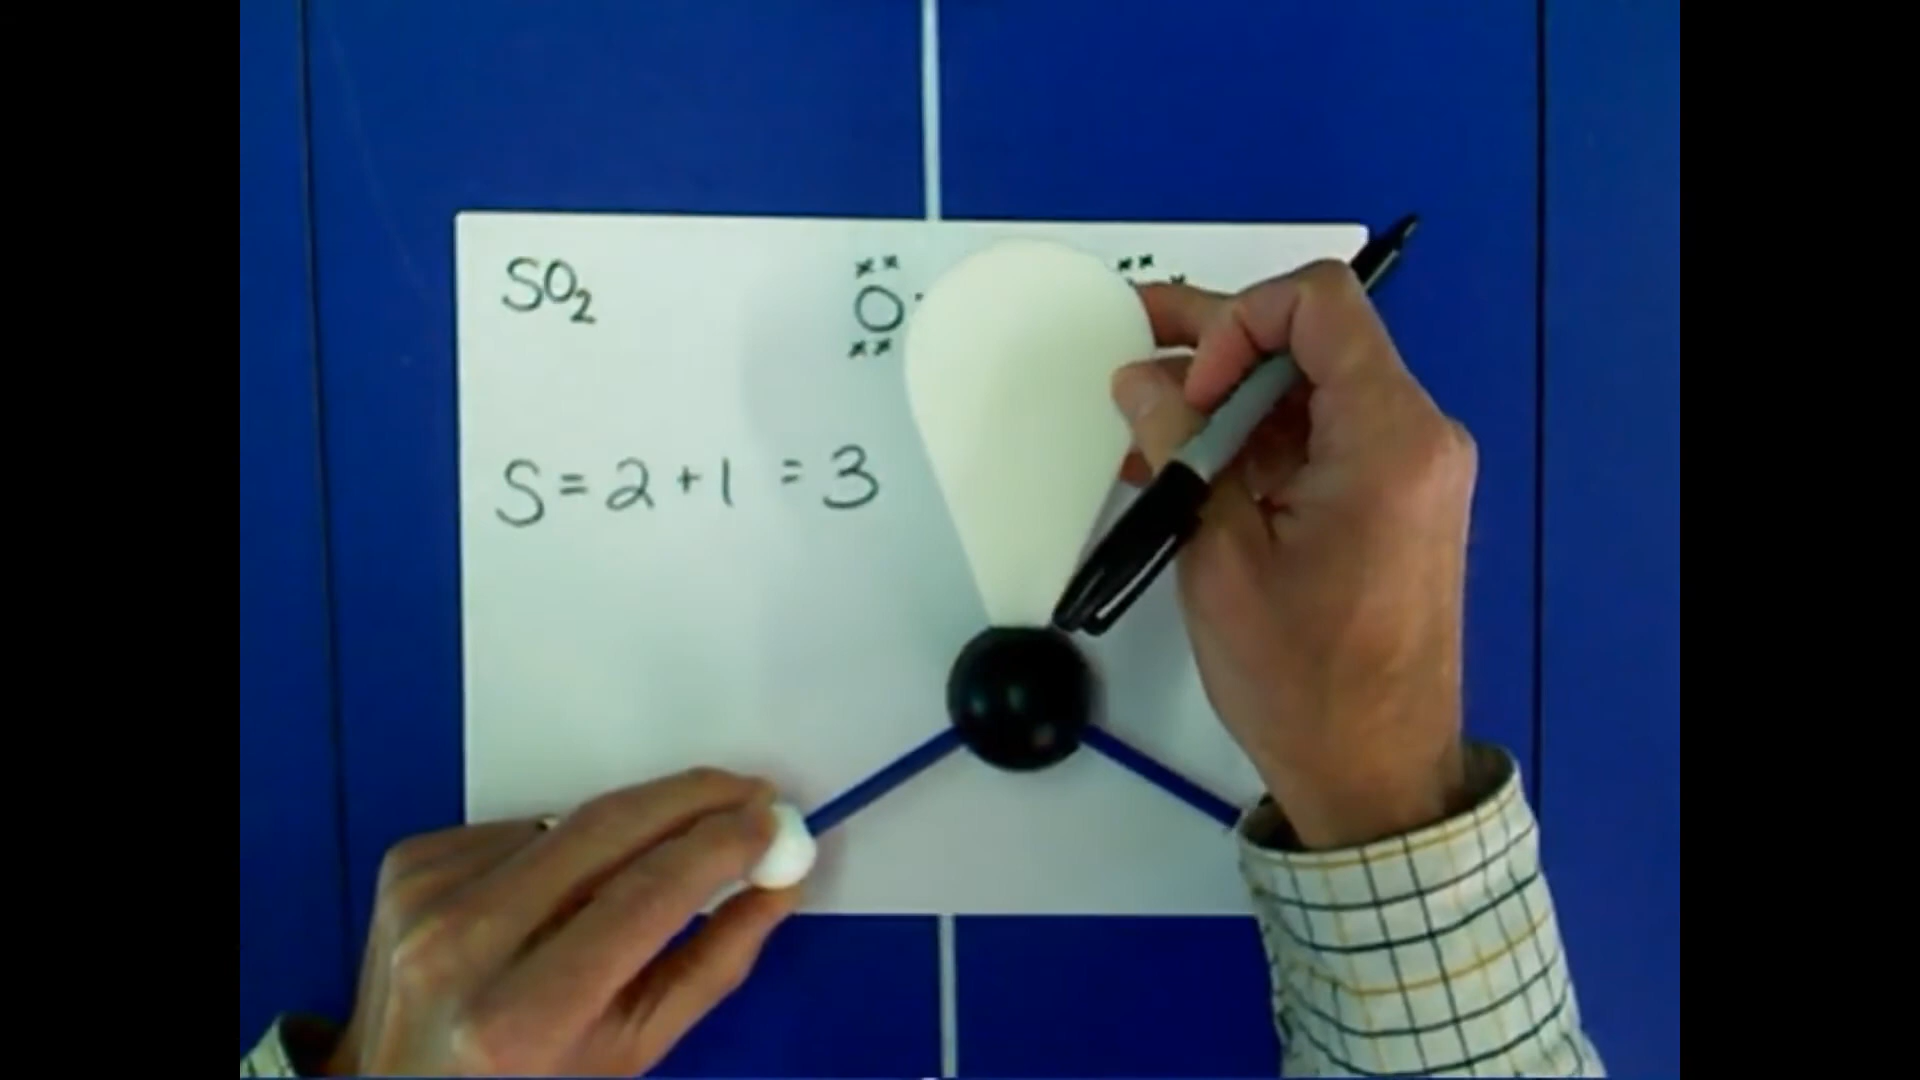 SO₂
O
S = 2 + 1 = 3